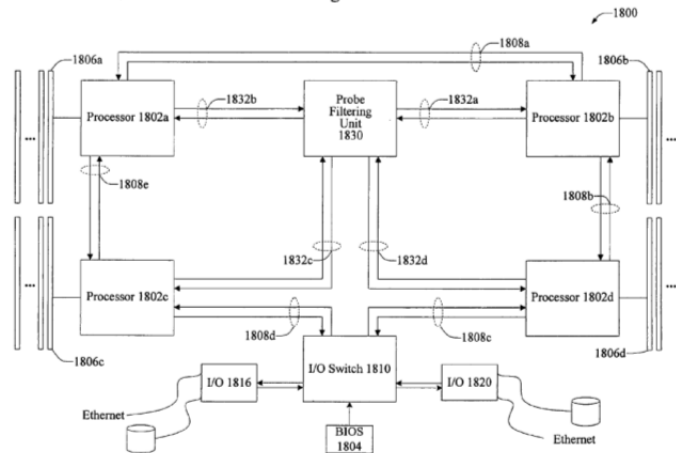 1800
1808a
1806a
1806b
Processor 1802a
1832b
Probe
Filtering
Unit
1830
1832a
Processor 1802b
...
...
1808e
1808b
1832c
1832d
Processor 1802c
Processor 1802d
...
...
1808d
1808c
1806c
I/O Switch 1810
1806d
I/O 1816
I/O 1820
Ethernet
BIOS
1804
Ethernet